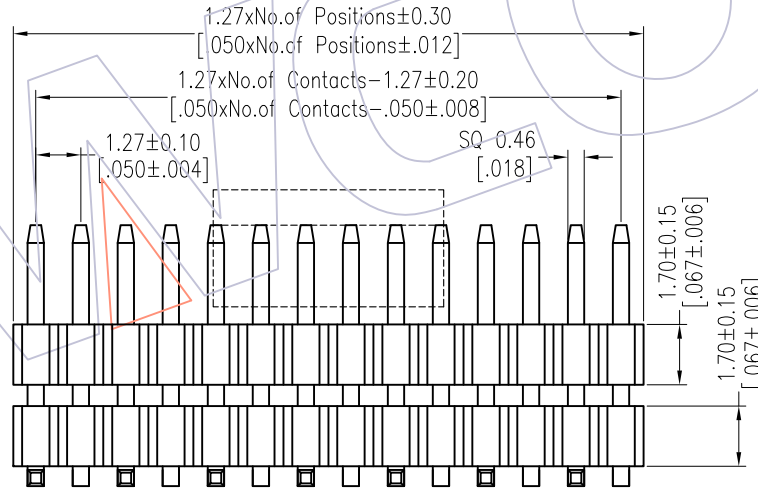 1.27xNo.of Positions±0.30
[.050xNo.of Positions±.012]
1.27xNo.of Contacts-1.27±0.20
[.050xNo.of Contacts-.050±.008]
1.27±0.10
[.050±.004]
SQ 0.46
[.018]
1.70±0.15
[.067±.006]
1.70±0.15
[.067±.006]